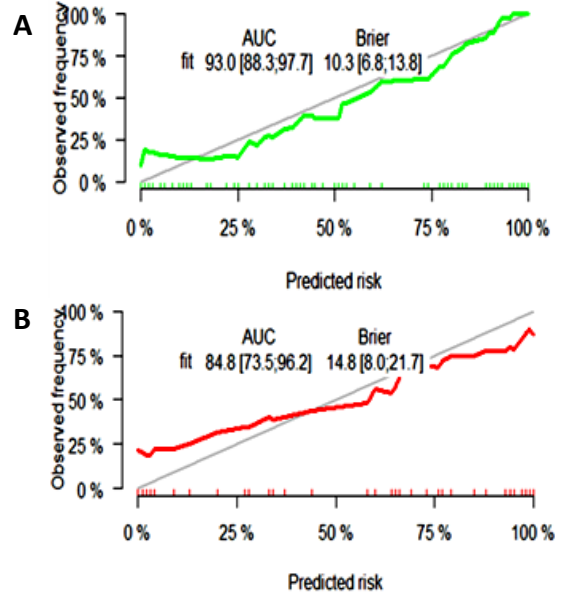 A
Observed frequency
100 %
75 %
50 %
25 %
0 %
AUC Brier
fit 93.0 [88.3;97.7] 10.3 [6.8;13.8]
0 % 25 % 50 % 75 % 100 %
Predicted risk
B
Observed frequency
100 %
75 %
50 %
25 %
0 %
AUC Brier
fit 84.8 [73.5;96.2] 14.8 [8.0;21.7]
0 % 25 % 50 % 75 % 100 %
Predicted risk